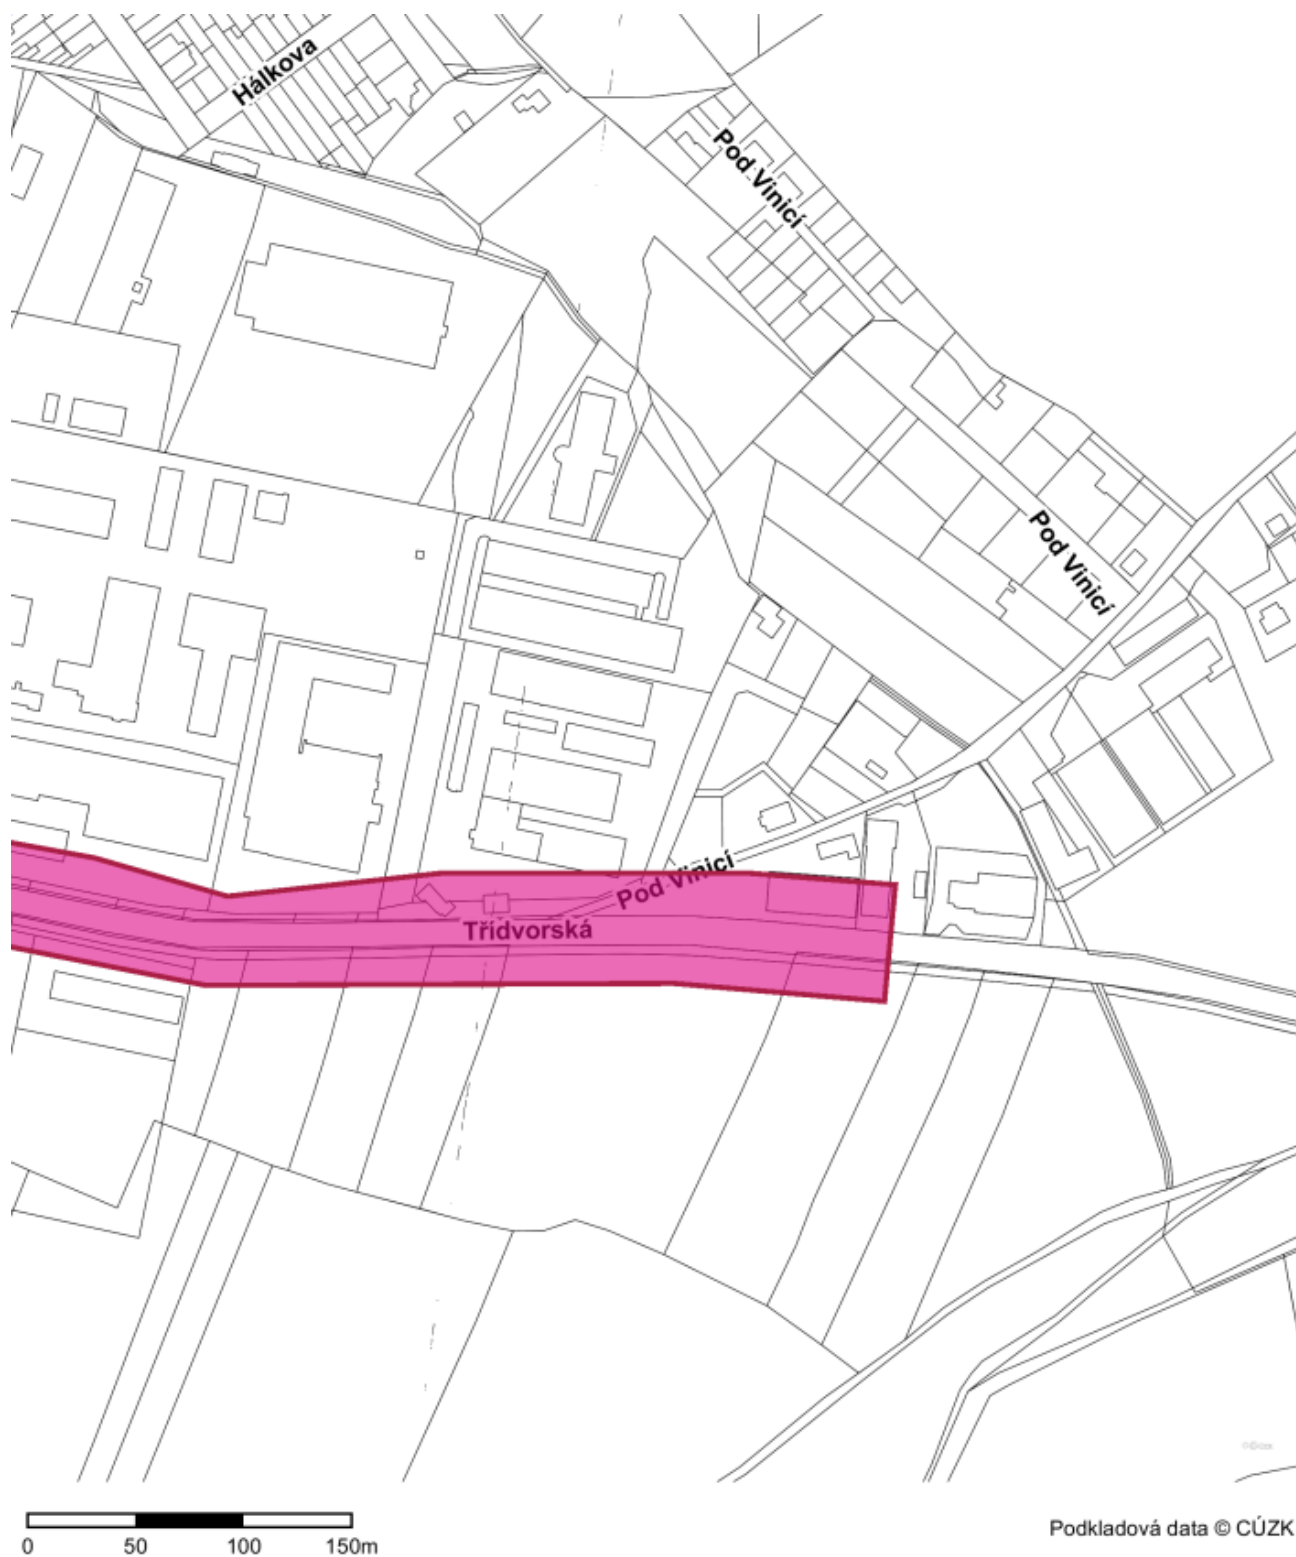 Hálkova
Pod Vinicí
Pod Vinicí
Pod Vinicí
Třídvorská
0 50 100 150m
Podkladová data © CÚZK